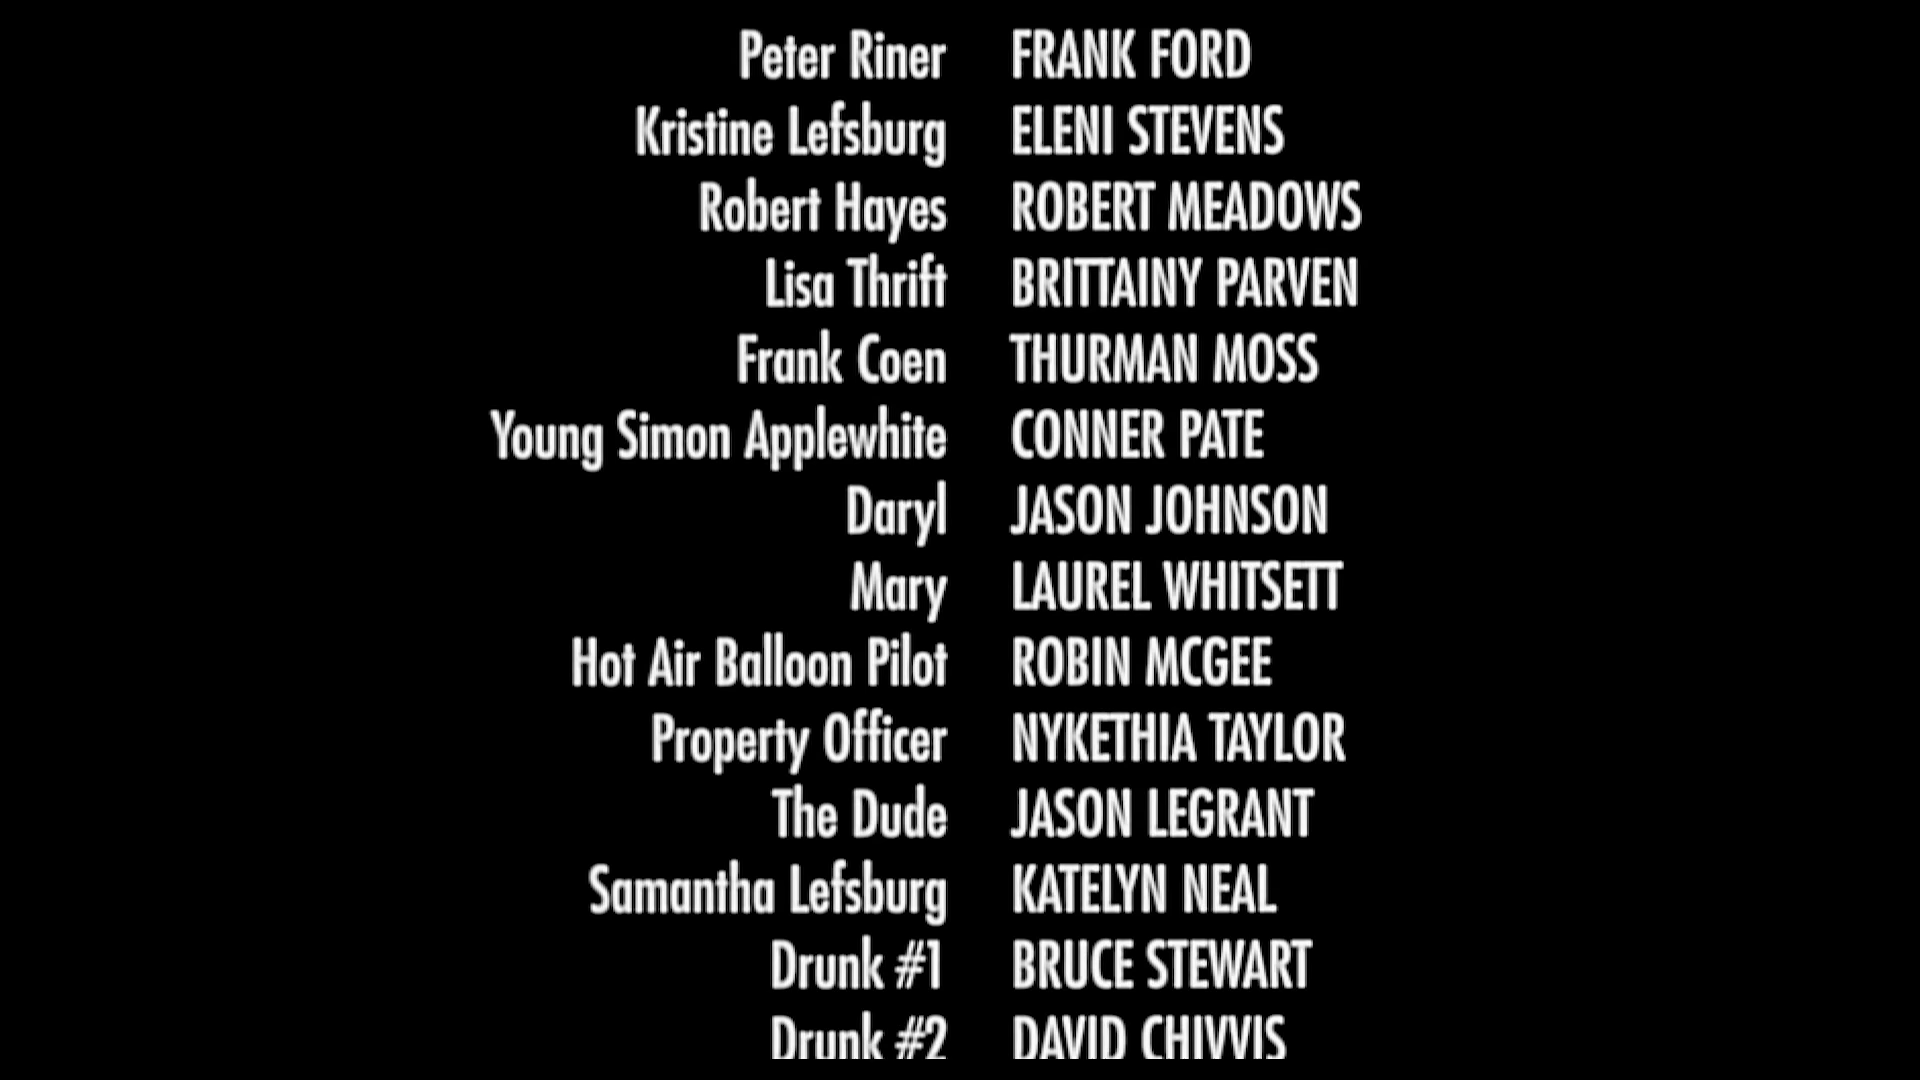 Peter Riner FRANK FORD
Kristine Lefsburg ELENI STEVENS
Robert Hayes ROBERT MEADOWS
Lisa Thrift BRITTAINY PARVEN
Frank Coen THURMAN MOSS
Young Simon Applewhite CONNER PATE
Daryl JASON JOHNSON
Mary LAUREL WHITSETT
Hot Air Balloon Pilot ROBIN MCGEE
Property Officer NYKETHIA TAYLOR
The Dude JASON LEGRANT
Samantha Lefsburg KATELYN NEAL
Drunk #1 BRUCE STEWART
Drunk #2 DAVID CHIVVIS